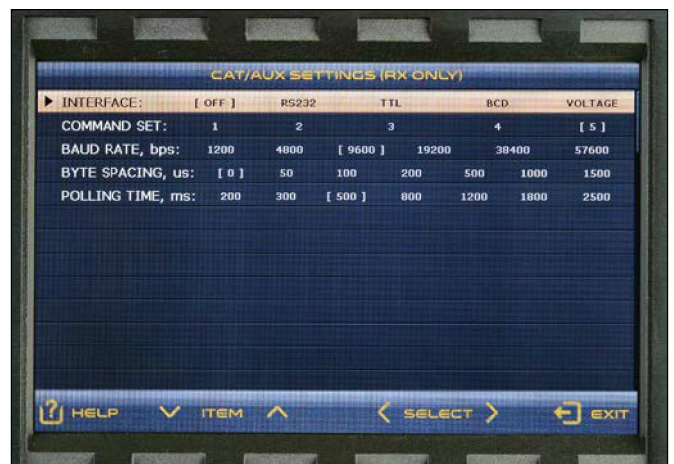 CAT/AUX SETTINGS (RX ONLY)
INTERFACE: [ OFF ] RS232 TTL BCD VOLTAGE
COMMAND SET: 1 2 3 4 [ 5 ]
BAUD RATE, bps: 1200 4800 [ 9600 ] 19200 38400 57600
BYTE SPACING, us: [ 0 ] 50 100 200 500 1000 1500
POLLING TIME, ms: 200 300 [ 500 ] 800 1200 1800 2500
? HELP ITEM SELECT EXIT